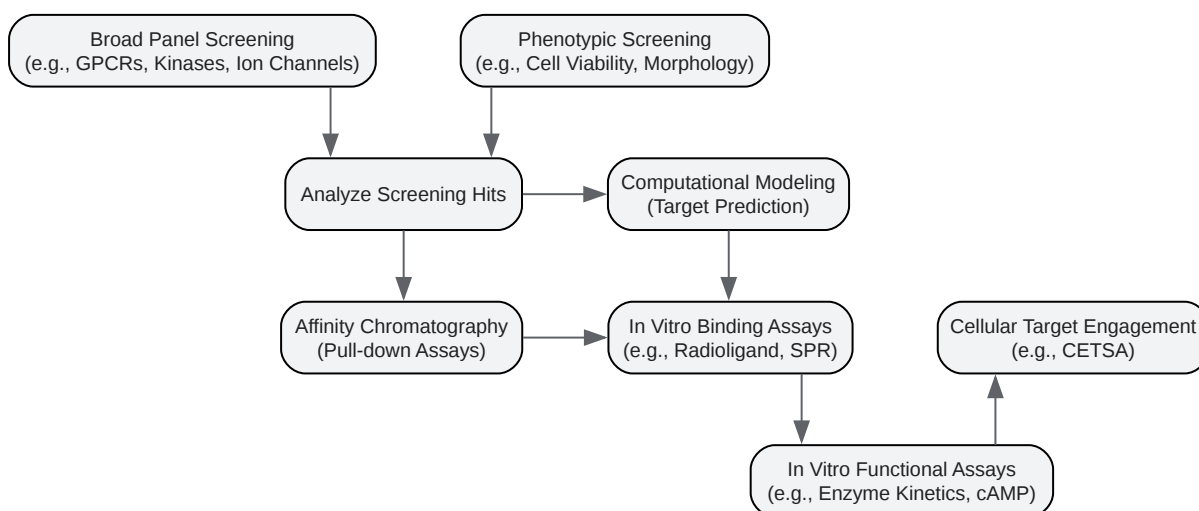 Broad Panel Screening
(e.g., GPCRs, Kinases, Ion Channels)
Phenotypic Screening
(e.g., Cell Viability, Morphology)
Analyze Screening Hits
Computational Modeling
(Target Prediction)
Affinity Chromatography
(Pull-down Assays)
In Vitro Binding Assays
(e.g., Radioligand, SPR)
Cellular Target Engagement
(e.g., CETSA)
In Vitro Functional Assays
(e.g., Enzyme Kinetics, cAMP)